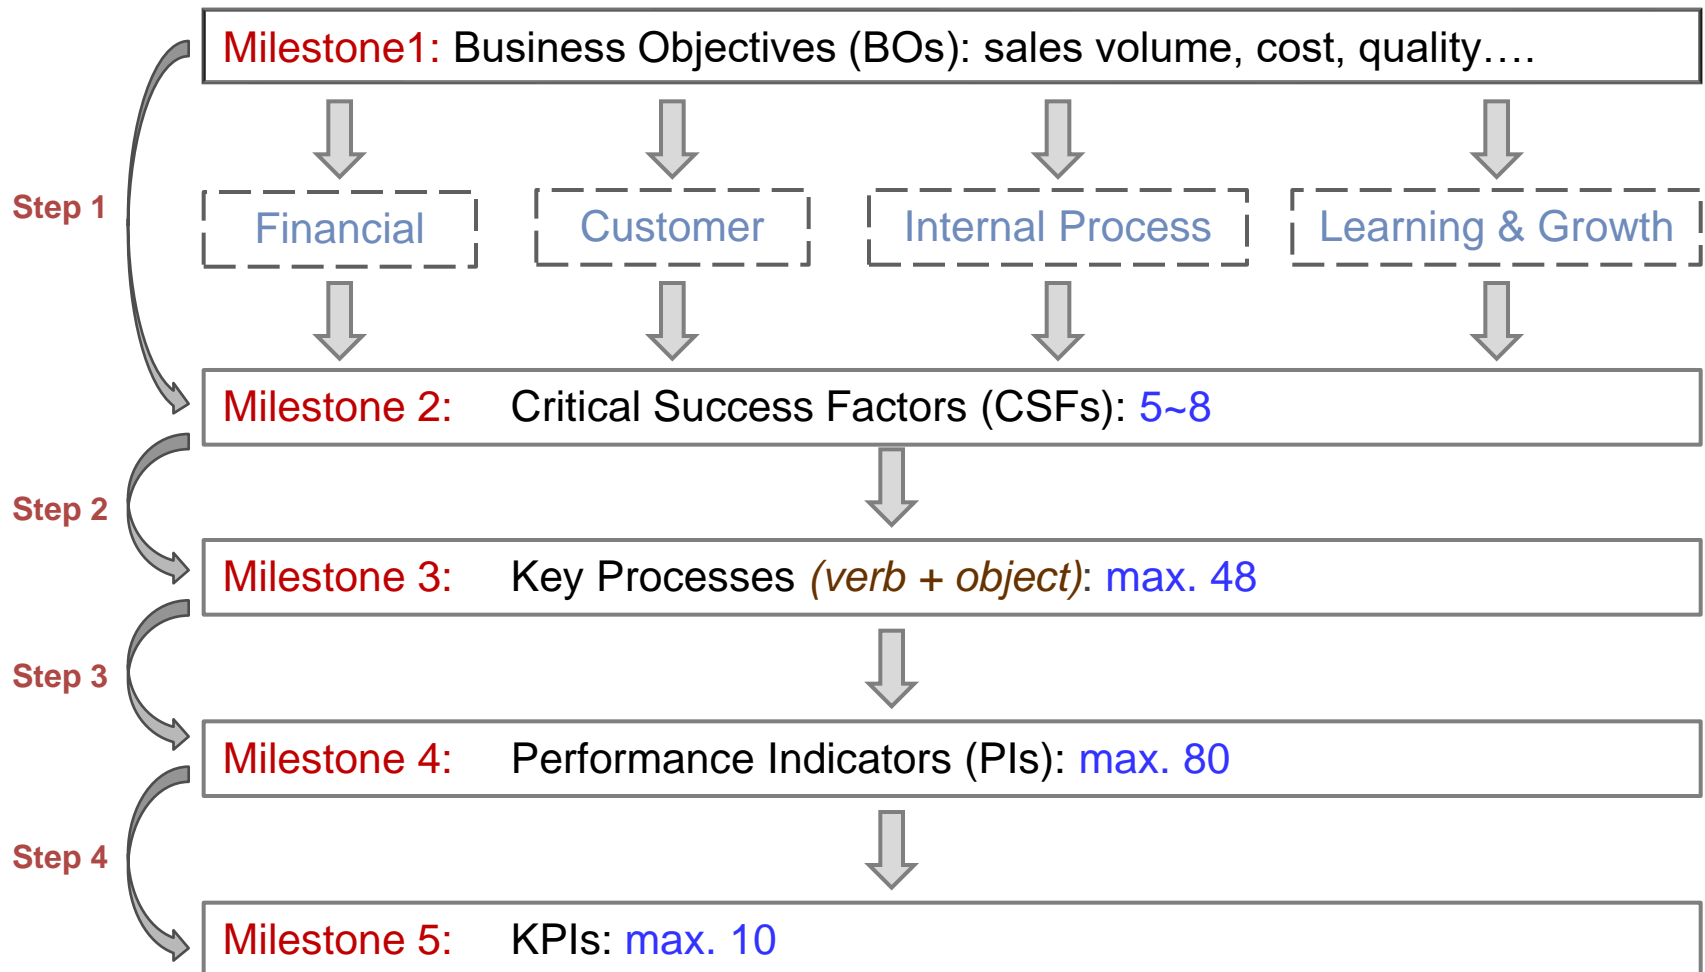 Milestone1: Business Objectives (BOs): sales volume, cost, quality….
Step 1
Financial
Customer
Internal Process
Learning & Growth
Milestone 2: Critical Success Factors (CSFs): 5~8
Step 2
Milestone 3: Key Processes (verb + object): max. 48
Step 3
Milestone 4: Performance Indicators (PIs): max. 80
Step 4
Milestone 5: KPIs: max. 10